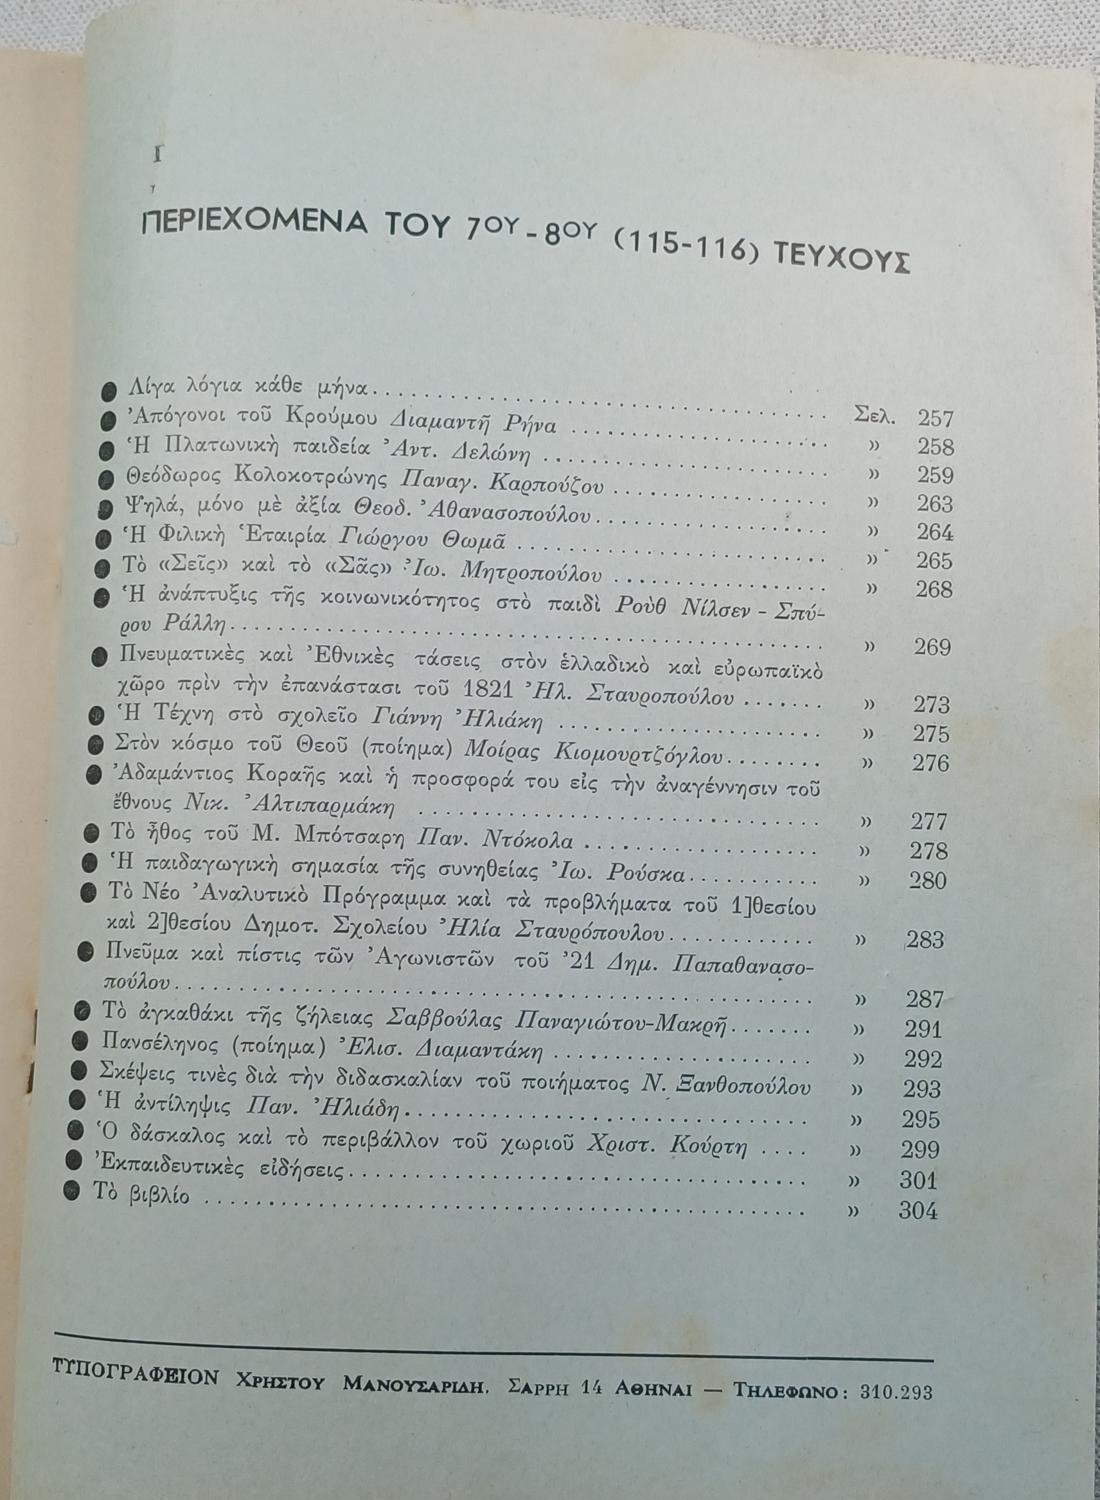 ΠΕΡΙΕΧΟΜΕΝΑ ΤΟΥ 7ΟΥ - 8ΟΥ (115-116) ΤΕΥΧΟΥΣ
● Λίγα λόγια κάθε μήνα . . . . . Σελ. 257
● Ἀπόγονοι τοῦ Κρούμου Διαμαντῆ Ρήνα . . . . . » 258
● Ἡ Πλατωνικὴ παιδεία Ἀντ. Δελώνη . . . . . » 259
● Θεόδωρος Κολοκοτρώνης Παναγ. Καρπούζου . . . . . » 263
● Ψηλά, μόνο μὲ ἀξία Θεοδ. Ἀθανασοπούλου . . . . . » 264
● Ἡ Φιλικὴ Ἑταιρία Γιώργου Θωμᾶ . . . . . » 265
● Τὸ «Σεῖς» καὶ τὸ «Σᾶς» Ἰω. Μητροπούλου . . . . . » 268
● Ἡ ἀνάπτυξις τῆς κοινωνικότητος στὸ παιδὶ Ροὺθ Νίλσεν - Σπύ-
ρου Ράλλη . . . . . » 269
● Πνευματικὲς καὶ Ἐθνικὲς τάσεις στὸν ἑλλαδικὸ καὶ εὐρωπαϊκὸ
χῶρο πρὶν τὴν ἐπανάστασι τοῦ 1821 Ἠλ. Σταυροπούλου . . . . . » 273
● Ἡ Τέχνη στὸ σχολεῖο Γιάννη Ἠλιάκη . . . . . » 275
● Στὸν κόσμο τοῦ Θεοῦ (ποίημα) Μοίρας Κιομουρτζόγλου . . . . . » 276
● Ἀδαμάντιος Κοραῆς καὶ ἡ προσφορά του εἰς τὴν ἀναγέννησιν τοῦ
ἔθνους Νικ. Ἀλτιπαρμάκη . . . . . » 277
● Τὸ ἦθος τοῦ Μ. Μπότσαρη Παν. Ντόκολα . . . . . » 278
● Ἡ παιδαγωγικὴ σημασία τῆς συνηθείας Ἰω. Ρούσκα . . . . . » 280
● Τὸ Νέο Ἀναλυτικὸ Πρόγραμμα καὶ τὰ προβλήματα τοῦ 1]θεσίου
καὶ 2]θεσίου Δημοτ. Σχολείου Ἠλία Σταυρόπουλου . . . . . » 283
● Πνεῦμα καὶ πίστις τῶν Ἀγωνιστῶν τοῦ '21 Δημ. Παπαθανασο-
πούλου . . . . . » 287
● Τὸ ἀγκαθάκι τῆς ζήλειας Σαββούλας Παναγιώτου-Μακρῆ . . . . . » 291
● Πανσέληνος (ποίημα) Ἐλισ. Διαμαντάκη . . . . . » 292
● Σκέψεις τινὲς διὰ τὴν διδασκαλίαν τοῦ ποιήματος Ν. Ξανθοπούλου » 293
● Ἡ ἀντίληψις Παν. Ἠλιάδη . . . . . » 295
● Ὁ δάσκαλος καὶ τὸ περιβάλλον τοῦ χωριοῦ Χριστ. Κούρτη . . . . » 299
● Ἐκπαιδευτικὲς εἰδήσεις . . . . . » 301
● Τὸ βιβλίο . . . . . » 304
ΤΥΠΟΓΡΑΦΕΙΟΝ ΧΡΗΣΤΟΥ ΜΑΝΟΥΣΑΡΙΔΗ, ΣΑΡΡΗ 14 ΑΘΗΝΑΙ — ΤΗΛΕΦΩΝΟ: 310.293